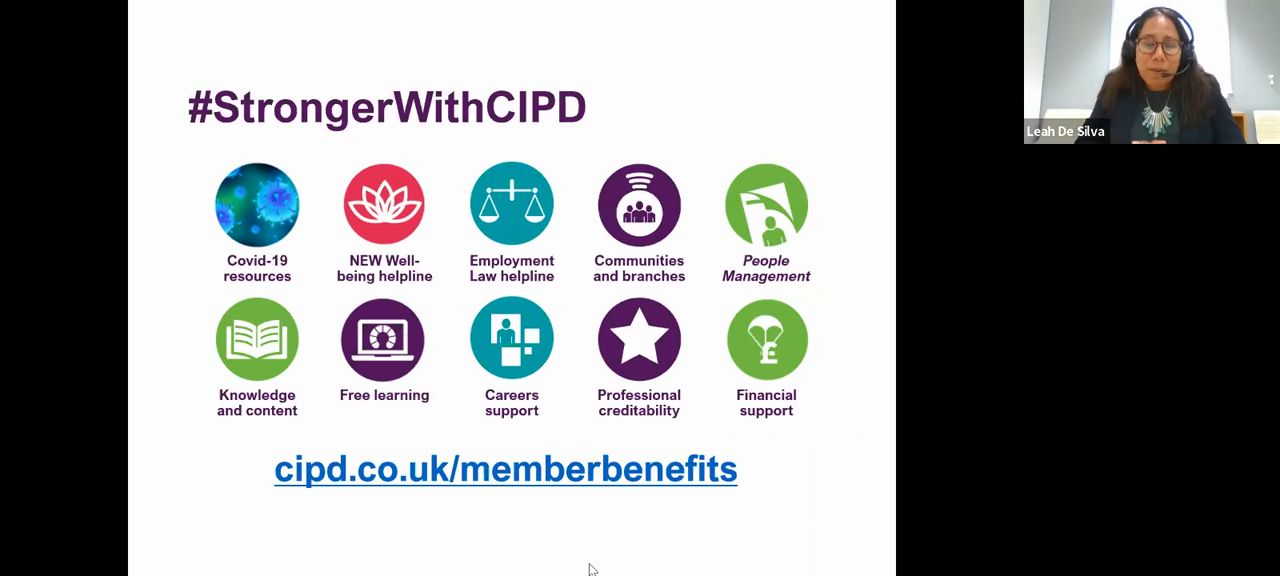 #StrongerWithCIPD
Covid-19
resources
NEW Well-
being helpline
Employment
Law helpline
Communities
and branches
People
Management
Knowledge
and content
Free learning
Careers
support
Professional
creditability
Financial
support
cipd.co.uk/memberbenefits
Leah De Silva